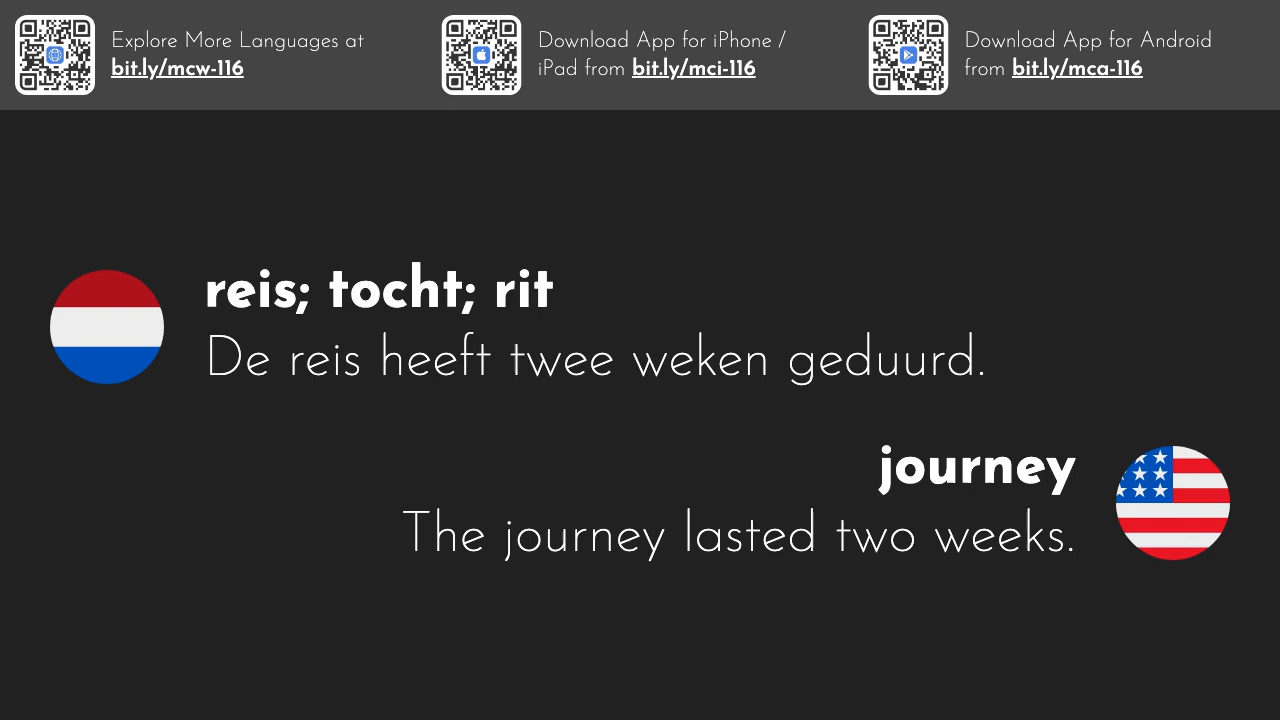 Explore More Languages at
bit.ly/mcw-116
Download App for iPhone /
iPad from bit.ly/mci-116
Download App for Android
from bit.ly/mca-116
reis; tocht; rit
De reis heeft twee weken geduurd.
journey
The journey lasted two weeks.